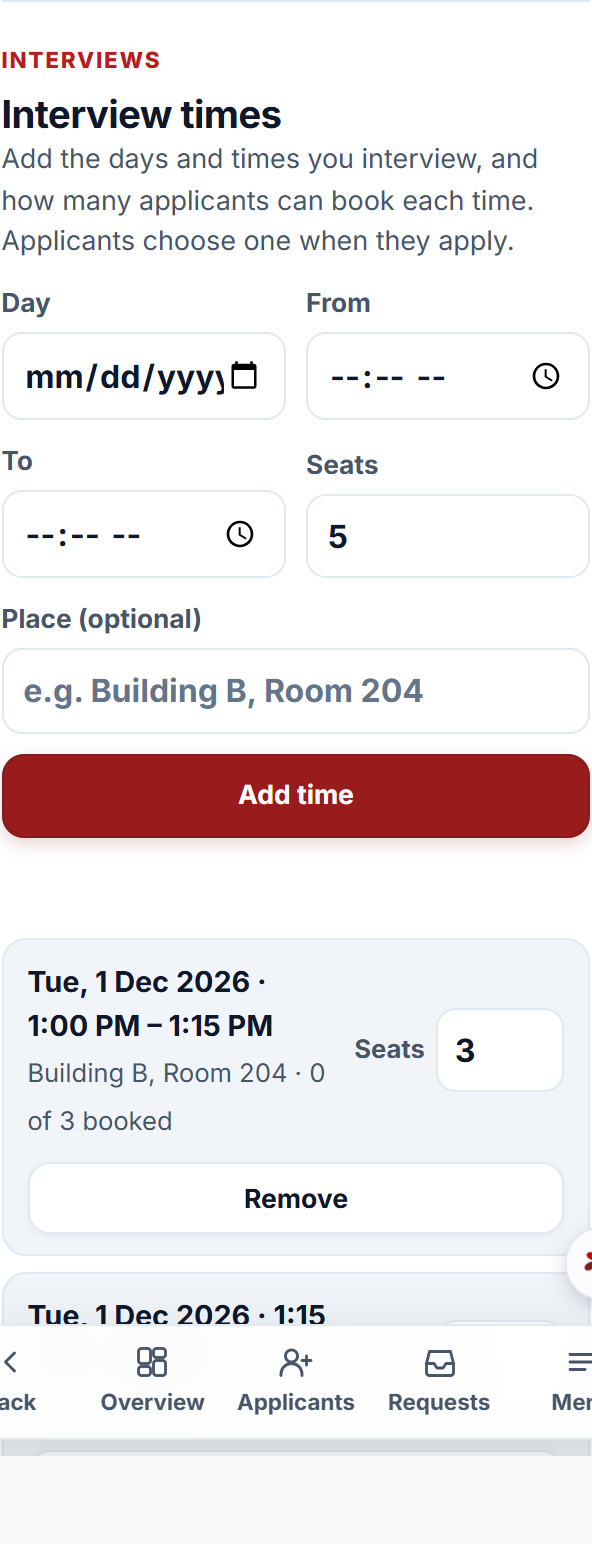 INTERVIEWS
Interview times
Add the days and times you interview, and
how many applicants can book each time.
Applicants choose one when they apply.
Day
From
mm/dd/yyyy
--:-- --
To
Seats
--:-- --
5
Place (optional)
e.g. Building B, Room 204
Add time
Tue, 1 Dec 2026 ·
1:00 PM – 1:15 PM
Building B, Room 204 · 0
of 3 booked
Seats
3
Remove
Tue, 1 Dec 2026 · 1:15
ack
Overview
Applicants
Requests
Men